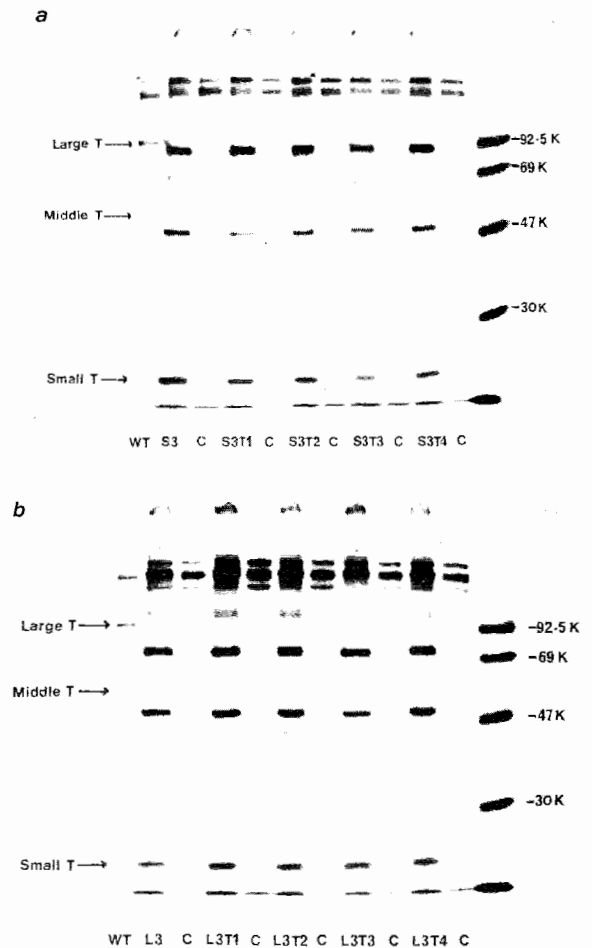 a
Large T
Middle T
Small T
-92·5 K
-69 K
-47 K
-30 K
WT S3 C S3T1 C S3T2 C S3T3 C S3T4 C
b
Large T
Middle T
Small T
-92·5 K
-69 K
-47 K
-30 K
WT L3 C L3T1 C L3T2 C L3T3 C L3T4 C